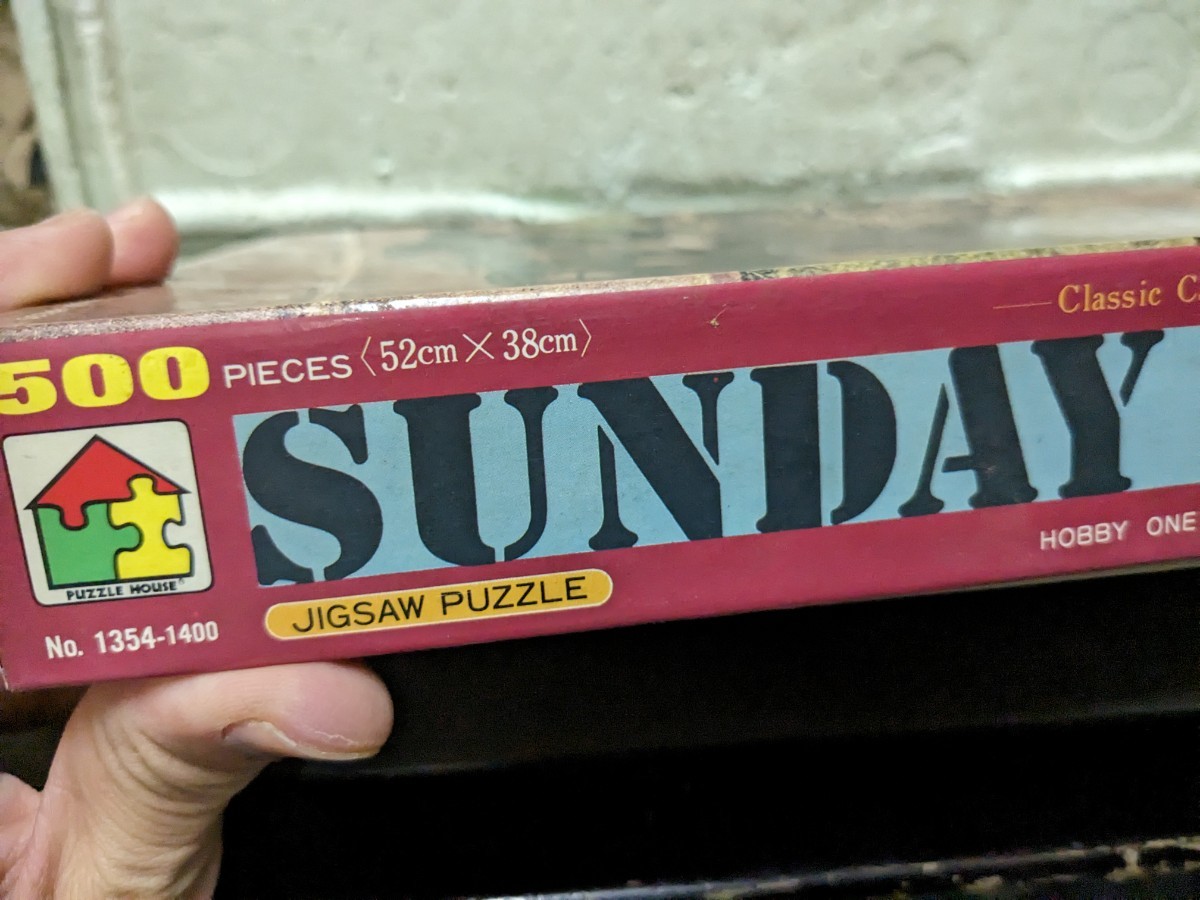 500 PIECES〈52cm×38cm〉
Classic
SUNDAY
PUZZLE HOUSE
JIGSAW PUZZLE
HOBBY ONE
No. 1354-1400